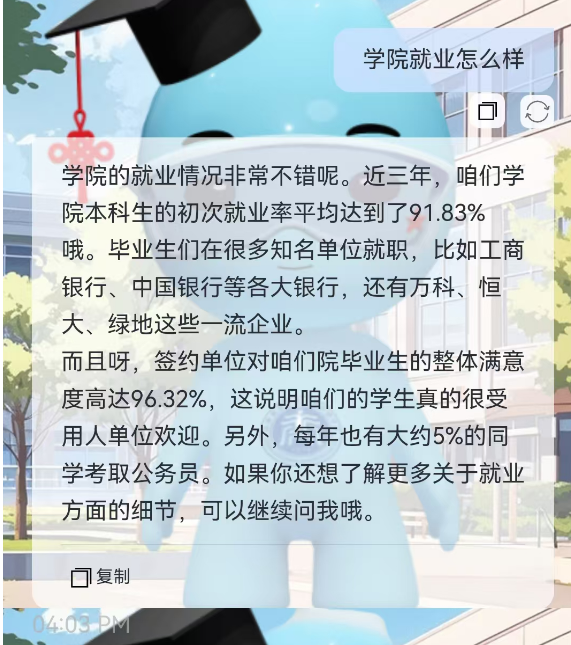 学院就业怎么样
学院的就业情况非常不错呢。近三年，咱们学
院本科生的初次就业率平均达到了91.83%
哦。毕业生们在很多知名单位就职，比如工商
银行、中国银行等各大银行，还有万科、恒
大、绿地这些一流企业。
而且呀，签约单位对咱们院毕业生的整体满意
度高达96.32%，这说明咱们的学生真的很受
用人单位欢迎。另外，每年也有大约5%的同
学考取公务员。如果你还想了解更多关于就业
方面的细节，可以继续问我哦。
复制
04:03 PM